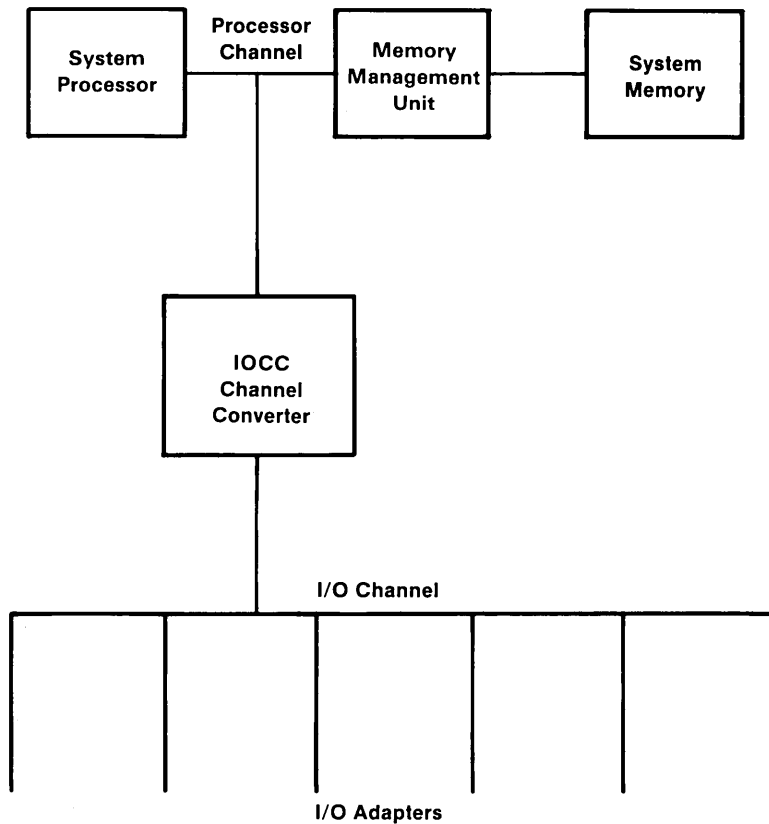 System
Processor
Processor
Channel
Memory
Management
Unit
System
Memory
IOCC
Channel
Converter
I/O Channel
I/O Adapters